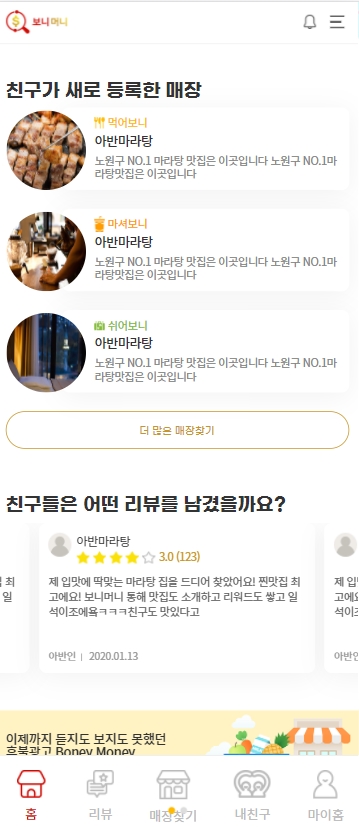 보니머니
친구가 새로 등록한 매장
먹어보니
아반마라탕
노원구 NO.1 마라탕 맛집은 이곳입니다 노원구 NO.1마
라탕맛집은 이곳입니다
마셔보니
아반마라탕
노원구 NO.1 마라탕 맛집은 이곳입니다 노원구 NO.1마
라탕맛집은 이곳입니다
쉬어보니
아반마라탕
노원구 NO.1 마라탕 맛집은 이곳입니다 노원구 NO.1마
라탕맛집은 이곳입니다
더 많은 매장찾기
친구들은 어떤 리뷰를 남겼을까요?
아반마라탕
3.0 (123)
제 입맛에 딱맞는 마라탕 집을 드디어 찾았어요! 찐맛집 최
고에요! 보니머니 통해 맛집도 소개하고 리워드도 쌓고 일
석이조에욬ㅋㅋㅋ친구도 맛있다고
아반인 | 2020.01.13
최
일
제 입
고에요
석이조
아반인
이제까지 듣지도 보지도 못했던
흑불광고 Boney Money
홈
리뷰
매장찾기
내친구
마이홈